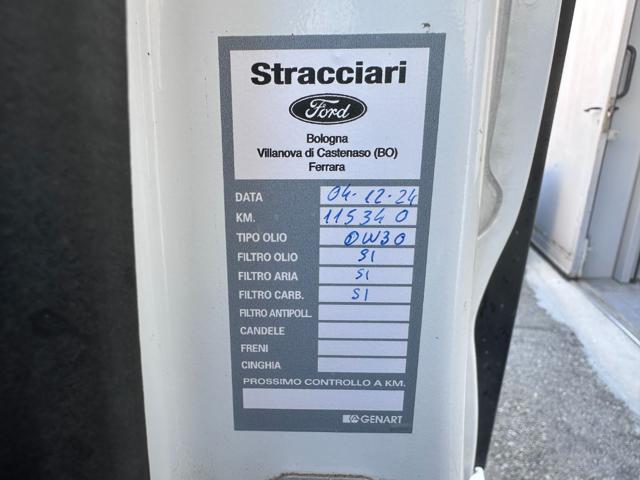 Stracciari
Ford
Bologna
Villanova di Castenaso (BO)
Ferrara
DATA 04-12-24
KM. 115340
TIPO OLIO 0W30
FILTRO OLIO SI
FILTRO ARIA SI
FILTRO CARB. SI
FILTRO ANTIPOLL.
CANDELE
FRENI
CINGHIA
PROSSIMO CONTROLLO A KM.
GENART